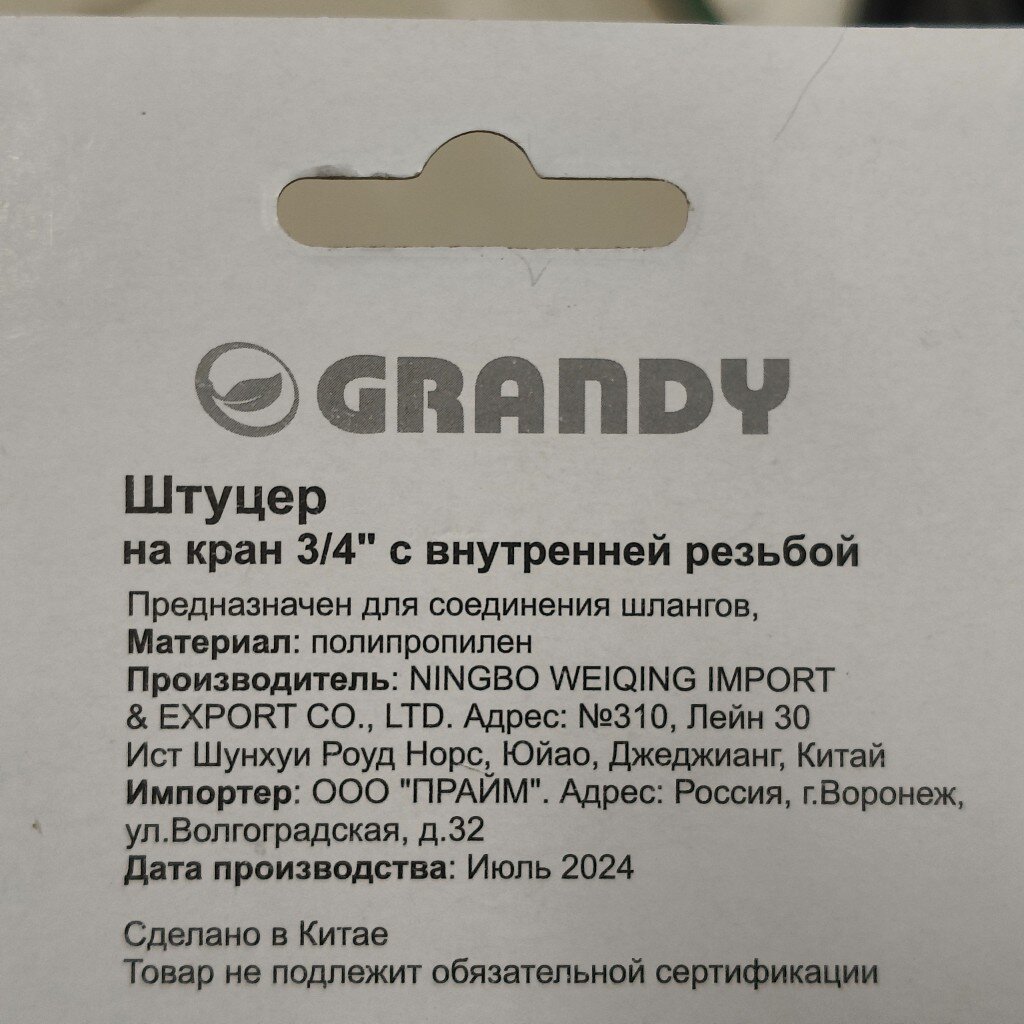 GRANDY
Штуцер
на кран 3/4" с внутренней резьбой
Предназначен для соединения шлангов,
Материал: полипропилен
Производитель: NINGBO WEIQING IMPORT
& EXPORT CO., LTD. Адрес: №310, Лейн 30
Ист Шунхуи Роуд Норс, Юйао, Джеджианг, Китай
Импортер: ООО "ПРАЙМ". Адрес: Россия, г.Воронеж,
ул.Волгоградская, д.32
Дата производства: Июль 2024
Сделано в Китае
Товар не подлежит обязательной сертификации